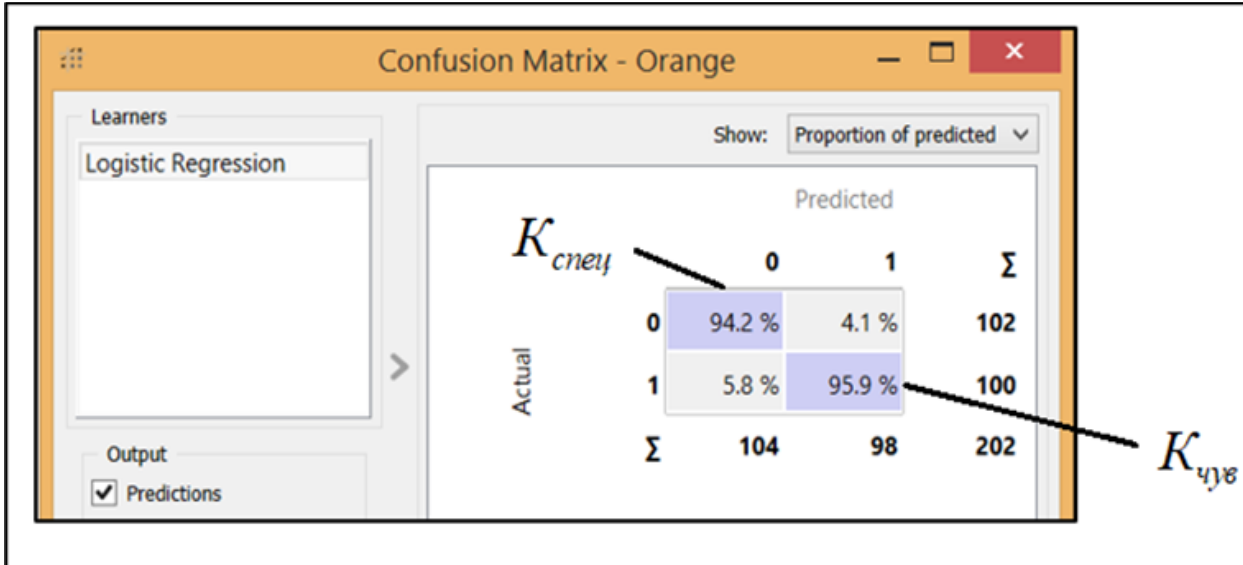 Confusion Matrix - Orange
Learners
Logistic Regression
Show: Proportion of predicted
Predicted
Kспец
0 1 Σ
0 94.2 % 4.1 % 102
Actual
1 5.8 % 95.9 % 100
Σ 104 98 202
Kчув
Output
Predictions